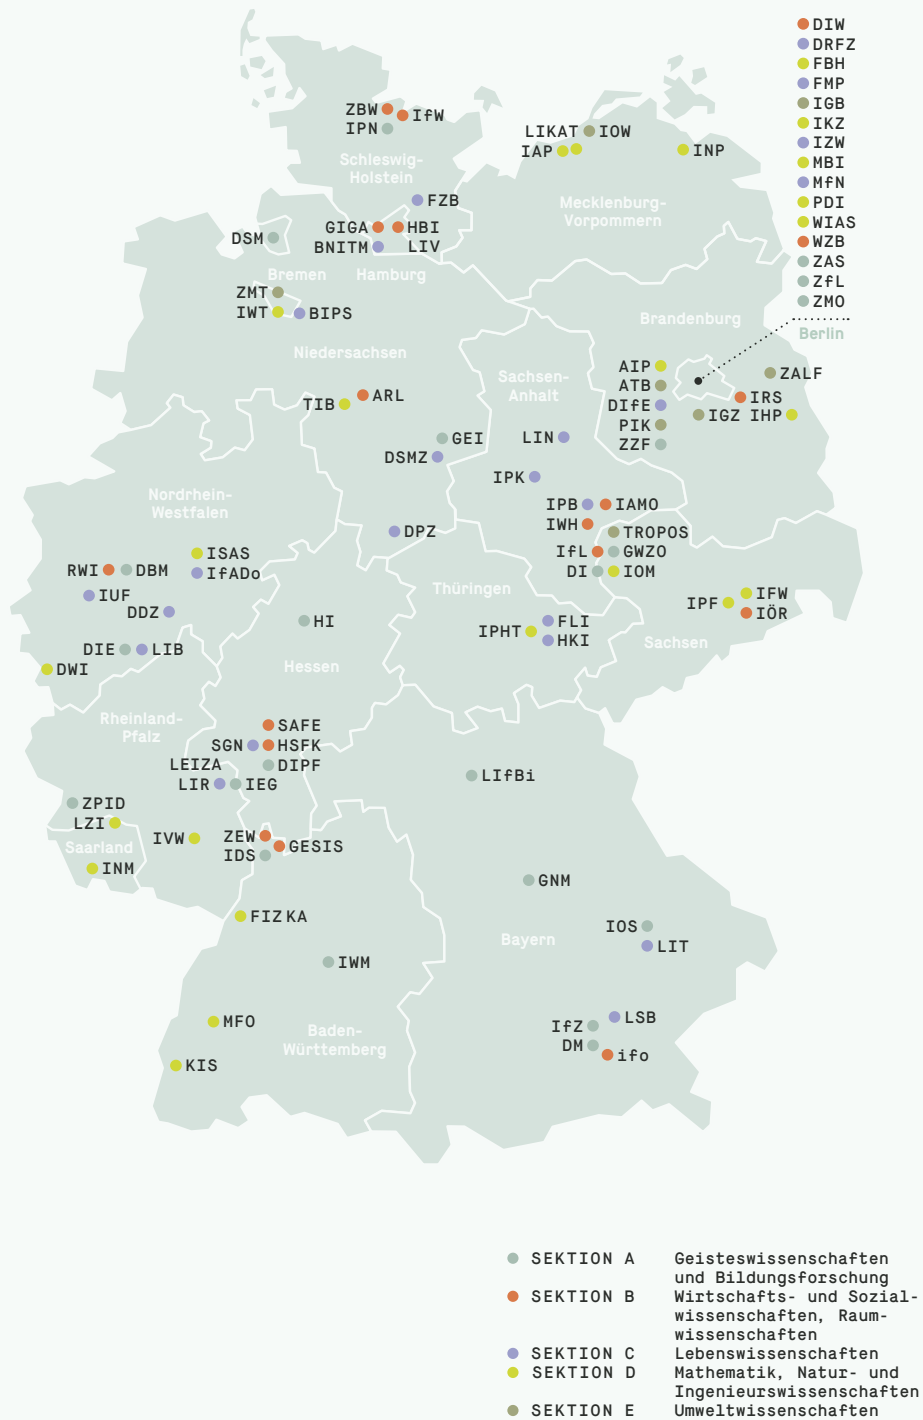 DIW
DRFZ
FBH
FMP
IGB
IKZ
IZW
MBI
MfN
PDI
WIAS
WZB
ZAS
ZfL
ZMO
Berlin
ZBW IfW
IPN
Schleswig-
Holstein
LIKAT IOW
IAP INP
Mecklenburg-
Vorpommern
FZB
GIGA HBI
BNITM LIV
DSM
Bremen Hamburg
ZMT
IWT BIPS
Niedersachsen
Brandenburg
AIP
ATB
DIfE
PIK
ZZF
ZALF
IRS
IGZ IHP
Sachsen-
Anhalt
TIB ARL
GEI
DSMZ
LIN
IPK
Nordrhein-
Westfalen
DPZ
IPB IAMO
IWH
TROPOS
IfL GWZO
DI IOM
ISAS
IfADo
RWI DBM
IUF
DDZ
DIE LIB
DWI
HI
Hessen
Thüringen
FLI
IPHT
HKI
IFW
IPF
IÖR
Sachsen
Rheinland-
Pfalz
SAFE
SGN HSFK
LEIZA DIPF
LIR IEG
LIfBi
ZPID
LZI
Saarland
INM
IVW
ZEW
GESIS
IDS
GNM
FIZ KA
IWM
Bayern
IOS
LIT
MFO
KIS
Baden-
Württemberg
LSB
IfZ
DM
ifo
SEKTION A Geisteswissenschaften
und Bildungsforschung
SEKTION B Wirtschafts- und Sozial-
wissenschaften, Raum-
wissenschaften
SEKTION C Lebenswissenschaften
SEKTION D Mathematik, Natur- und
Ingenieurswissenschaften
SEKTION E Umweltwissenschaften